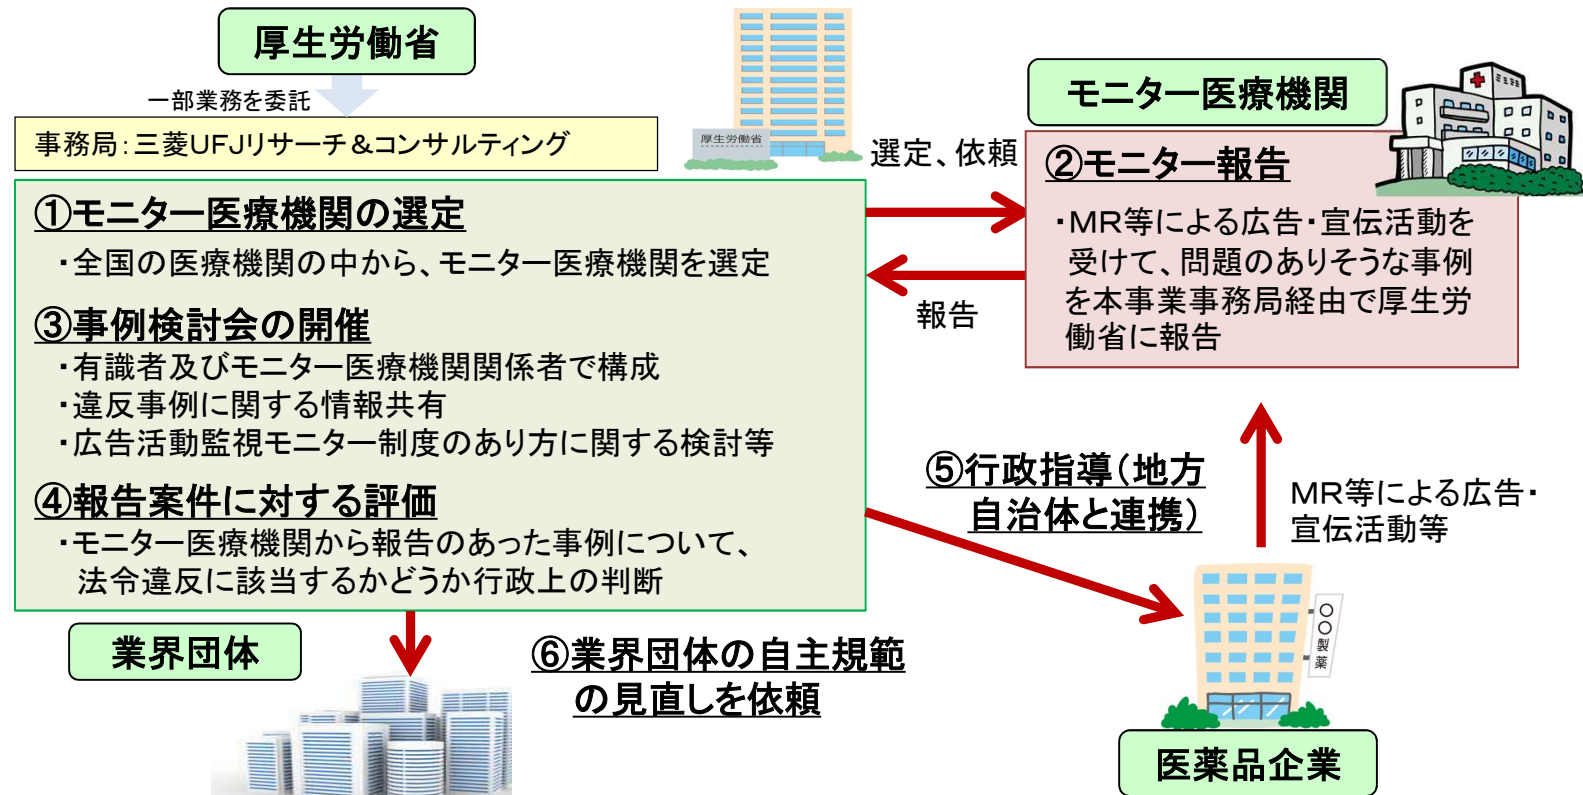 厚生労働省
一部業務を委託
事務局:三菱UFJリサーチ&コンサルティング
厚生労働省
選定、依頼
報告
①モニター医療機関の選定
・全国の医療機関の中から、モニター医療機関を選定
③事例検討会の開催
・有識者及びモニター医療機関関係者で構成
・違反事例に関する情報共有
・広告活動監視モニター制度のあり方に関する検討等
④報告案件に対する評価
・モニター医療機関から報告のあった事例について、
法令違反に該当するかどうか行政上の判断
モニター医療機関
②モニター報告
・MR等による広告・宣伝活動を
受けて、問題のありそうな事例
を本事業事務局経由で厚生労
働省に報告
⑤行政指導(地方
自治体と連携)
MR等による広告・
宣伝活動等
業界団体
⑥業界団体の自主規範
の見直しを依頼
○○製薬
医薬品企業